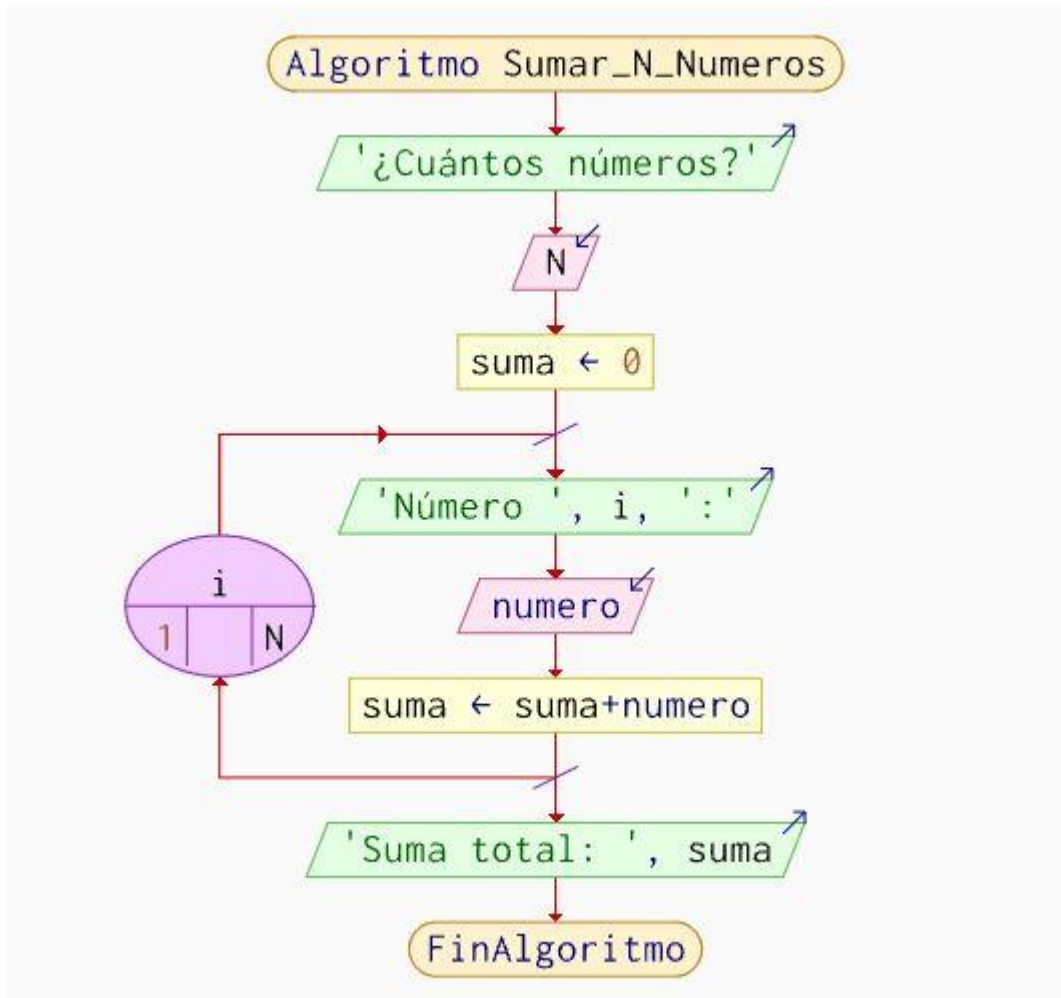 Algoritmo Sumar_N_Numeros
'¿Cuántos números?'
N
suma ← 0
'Número ', i, ':'
i
1 N
numero
suma ← suma+numero
'Suma total: ', suma
FinAlgoritmo